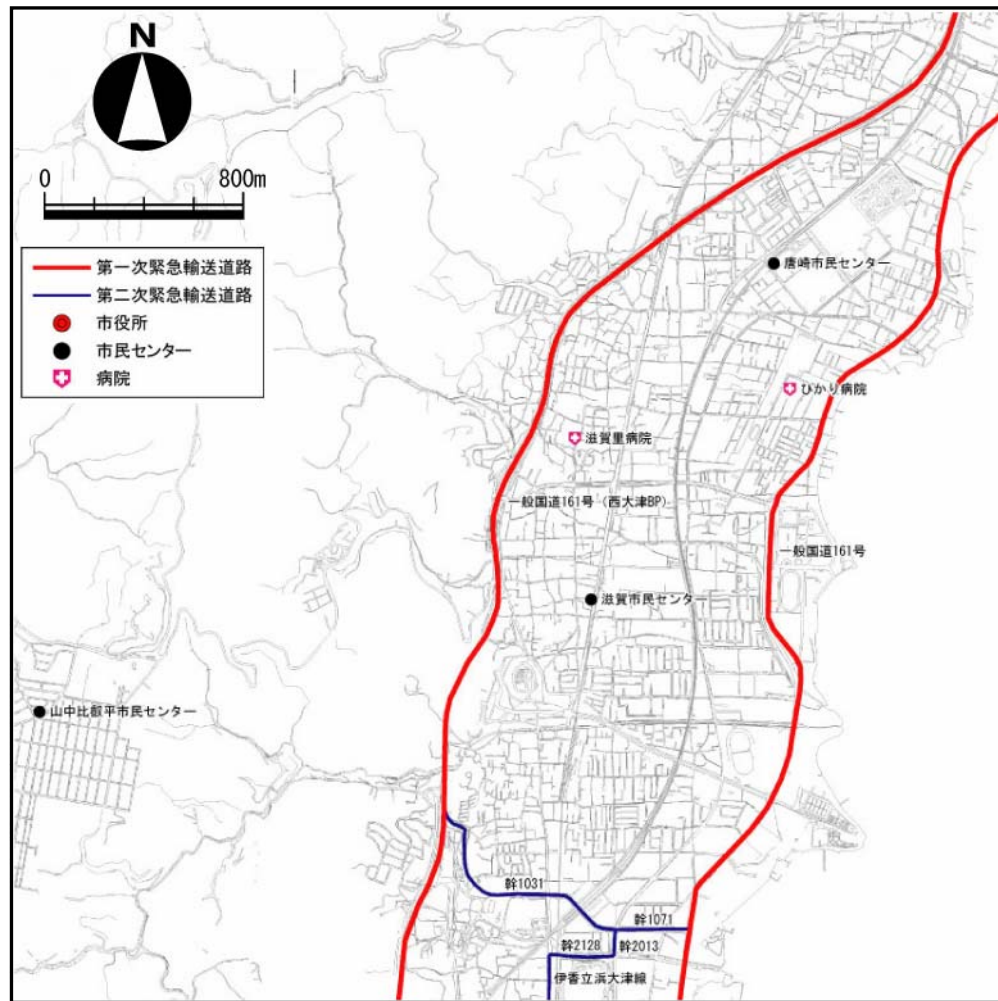 N
0 800m
第一次緊急輸送道路
第二次緊急輸送道路
市役所
市民センター
病院
唐崎市民センター
ひかり病院
滋賀里病院
一般国道161号（西大津BP）
一般国道161号
滋賀市民センター
山中比叡平市民センター
幹1031
幹1071
幹2128
幹2013
伊香立浜大津線